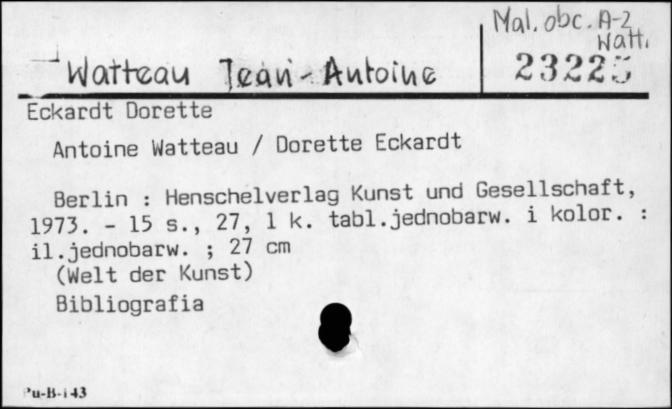 Mal. obc. A-2
Watt.
Watteau Jean-Antoine
23225
Eckardt Dorette
Antoine Watteau / Dorette Eckardt
Berlin : Henschelverlag Kunst und Gesellschaft,
1973. - 15 s., 27, 1 k. tabl.jednobarw. i kolor. :
il.jednobarw. ; 27 cm
(Welt der Kunst)
Bibliografia
Pu-B-143